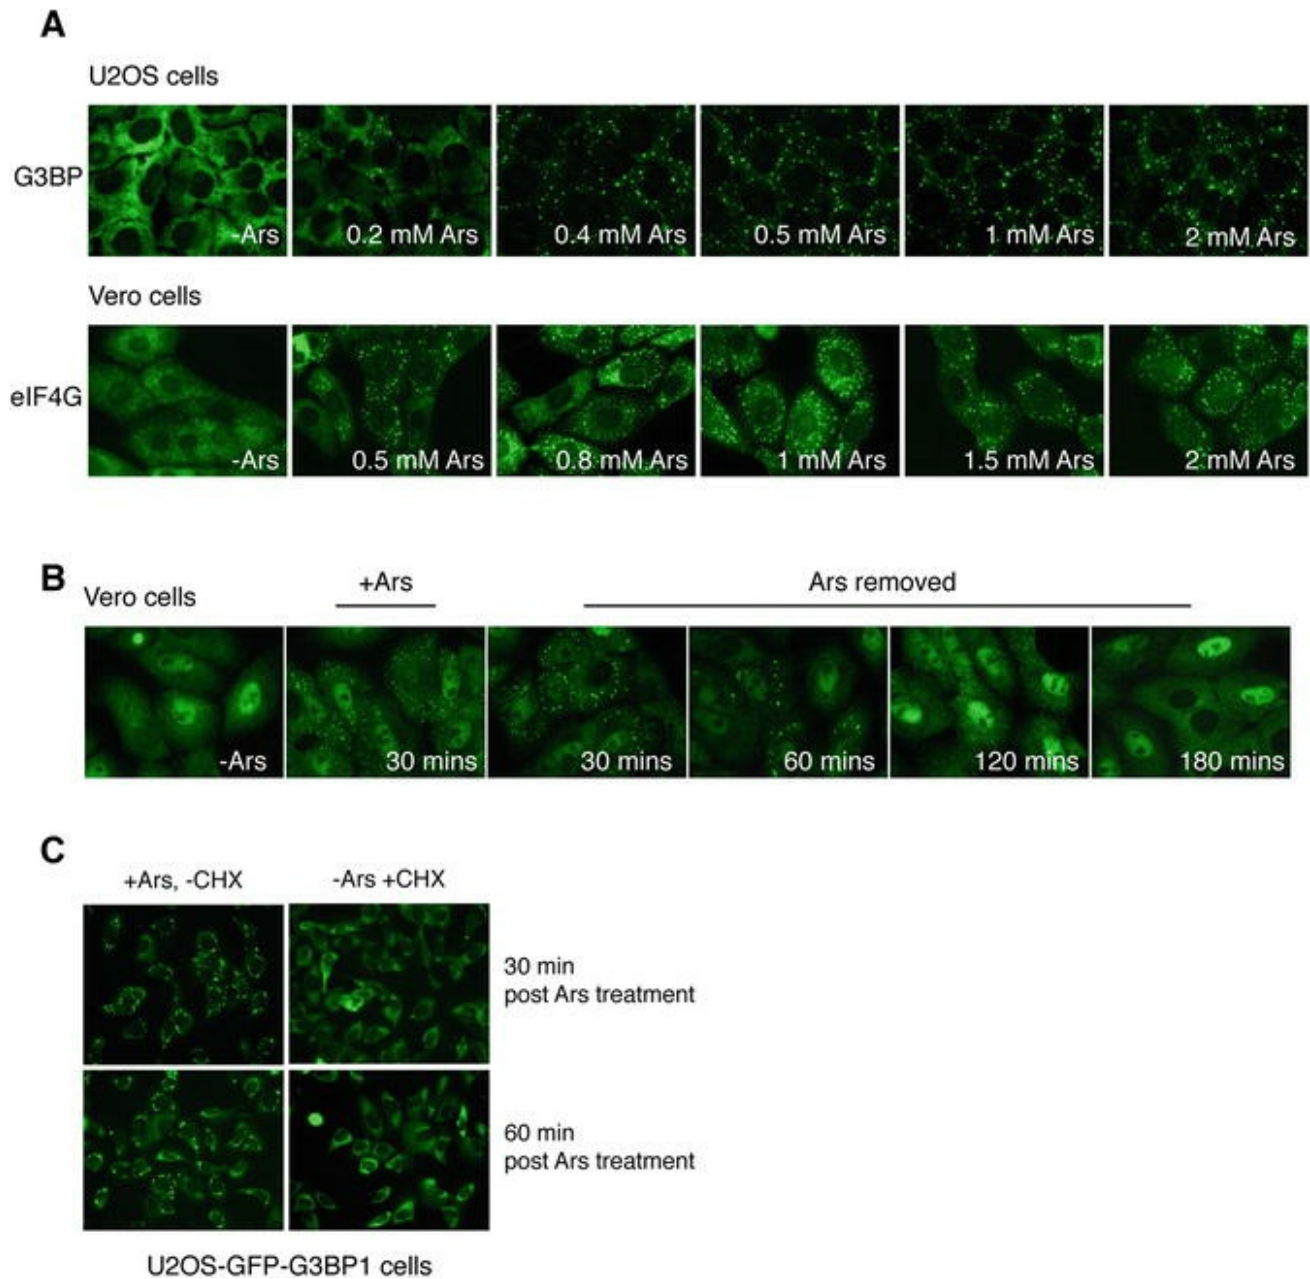 A
U2OS cells
G3BP
-Ars
0.2 mM Ars
0.4 mM Ars
0.5 mM Ars
1 mM Ars
2 mM Ars
Vero cells
eIF4G
-Ars
0.5 mM Ars
0.8 mM Ars
1 mM Ars
1.5 mM Ars
2 mM Ars
B
Vero cells
+Ars
Ars removed
-Ars
30 mins
30 mins
60 mins
120 mins
180 mins
C
+Ars, -CHX
-Ars +CHX
30 min
post Ars treatment
60 min
post Ars treatment
U2OS-GFP-G3BP1 cells